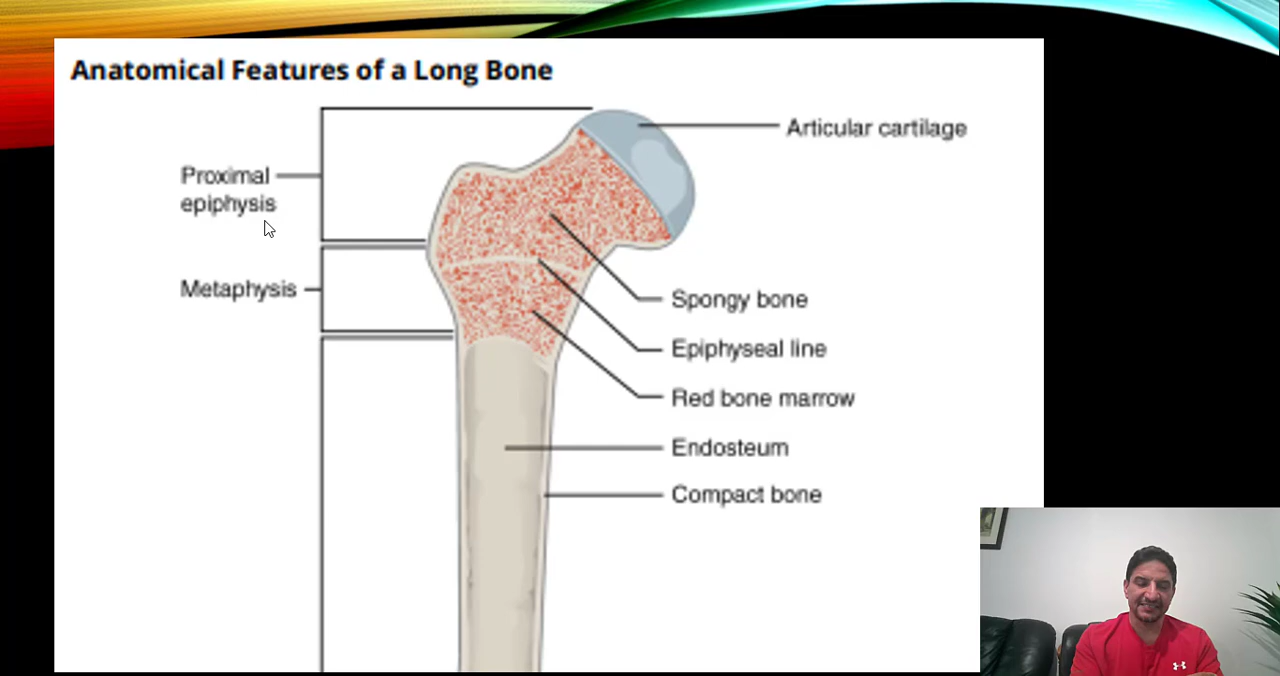 Anatomical Features of a Long Bone
Articular cartilage
Proximal
epiphysis
Metaphysis
Spongy bone
Epiphyseal line
Red bone marrow
Endosteum
Compact bone